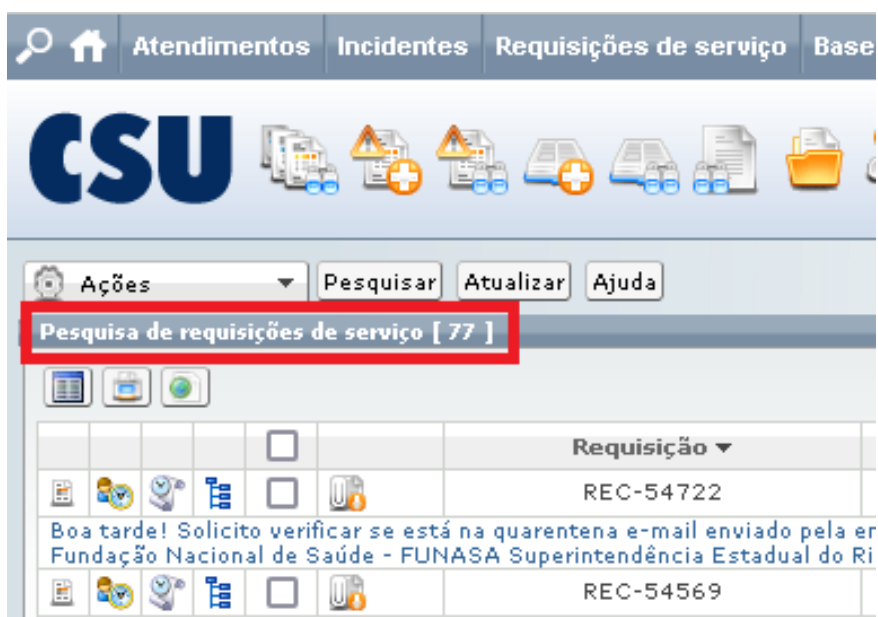 Atendimentos Incidentes Requisições de serviço Base
CSU
Ações Pesquisar Atualizar Ajuda
Pesquisa de requisições de serviço [ 77 ]
Requisição
REC-54722
Boa tarde! Solicito verificar se está na quarentena e-mail enviado pela
Fundação Nacional de Saúde - FUNASA Superintendência Estadual do
REC-54569